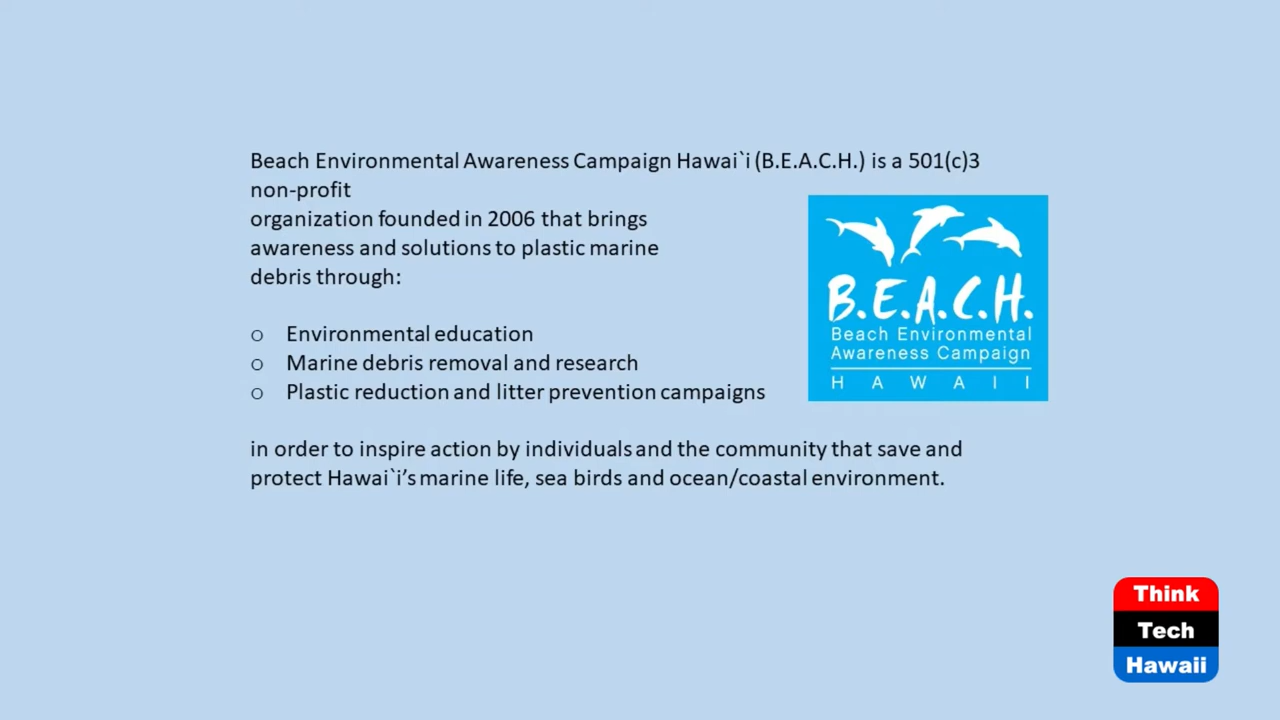 Beach Environmental Awareness Campaign Hawai`i (B.E.A.C.H.) is a 501(c)3
non-profit
organization founded in 2006 that brings
awareness and solutions to plastic marine
debris through:
o Environmental education
o Marine debris removal and research
o Plastic reduction and litter prevention campaigns
in order to inspire action by individuals and the community that save and
protect Hawai`i’s marine life, sea birds and ocean/coastal environment.
B.E.A.C.H.
Beach Environmental
Awareness Campaign
HAWAII
Think
Tech
Hawaii